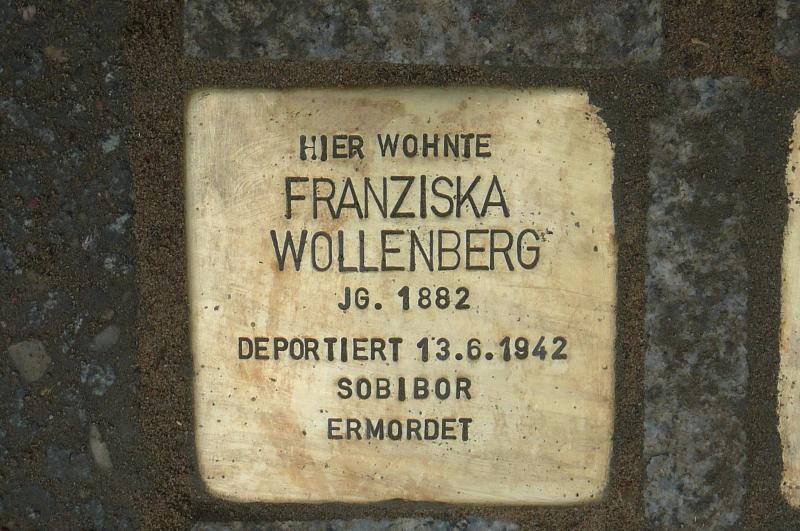 HIER WOHNTE
FRANZISKA
WOLLENBERG
JG. 1882
DEPORTIERT 13.6.1942
SOBIBOR
ERMORDET